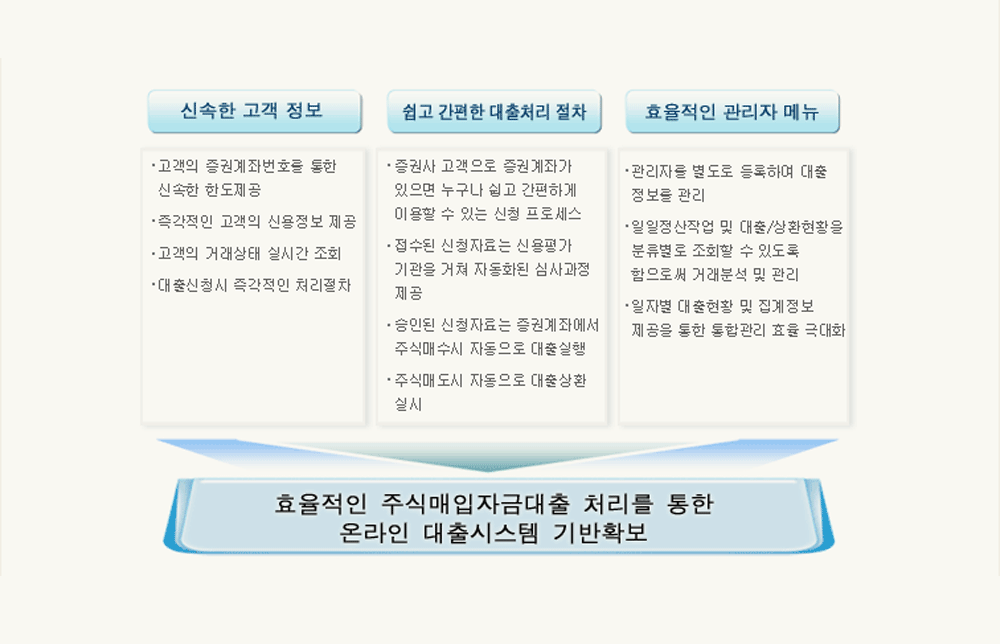 신속한 고객 정보
·고객의 증권계좌번호를 통한
신속한 한도제공
·즉각적인 고객의 신용정보 제공
·고객의 거래상태 실시간 조회
·대출신청시 즉각적인 처리절차
쉽고 간편한 대출처리 절차
·증권사 고객으로 증권계좌가
있으면 누구나 쉽고 간편하게
이용할 수 있는 신청 프로세스
·접수된 신청자료는 신용평가
기관을 거쳐 자동화된 심사과정
제공
·승인된 신청자료는 증권계좌에서
주식매수시 자동으로 대출실행
·주식매도시 자동으로 대출상환
실시
효율적인 관리자 메뉴
·관리자을 별도로 등록하여 대출
정보을 관리
·일일정산작업 및 대출/상환현황을
분류별로 조회할 수 있도록
함으로써 거래분석 및 관리
·일자별 대출현황 및 집계정보
제공을 통한 통합관리 효율 극대화
효율적인 주식매입자금대출 처리를 통한
온라인 대출시스템 기반확보